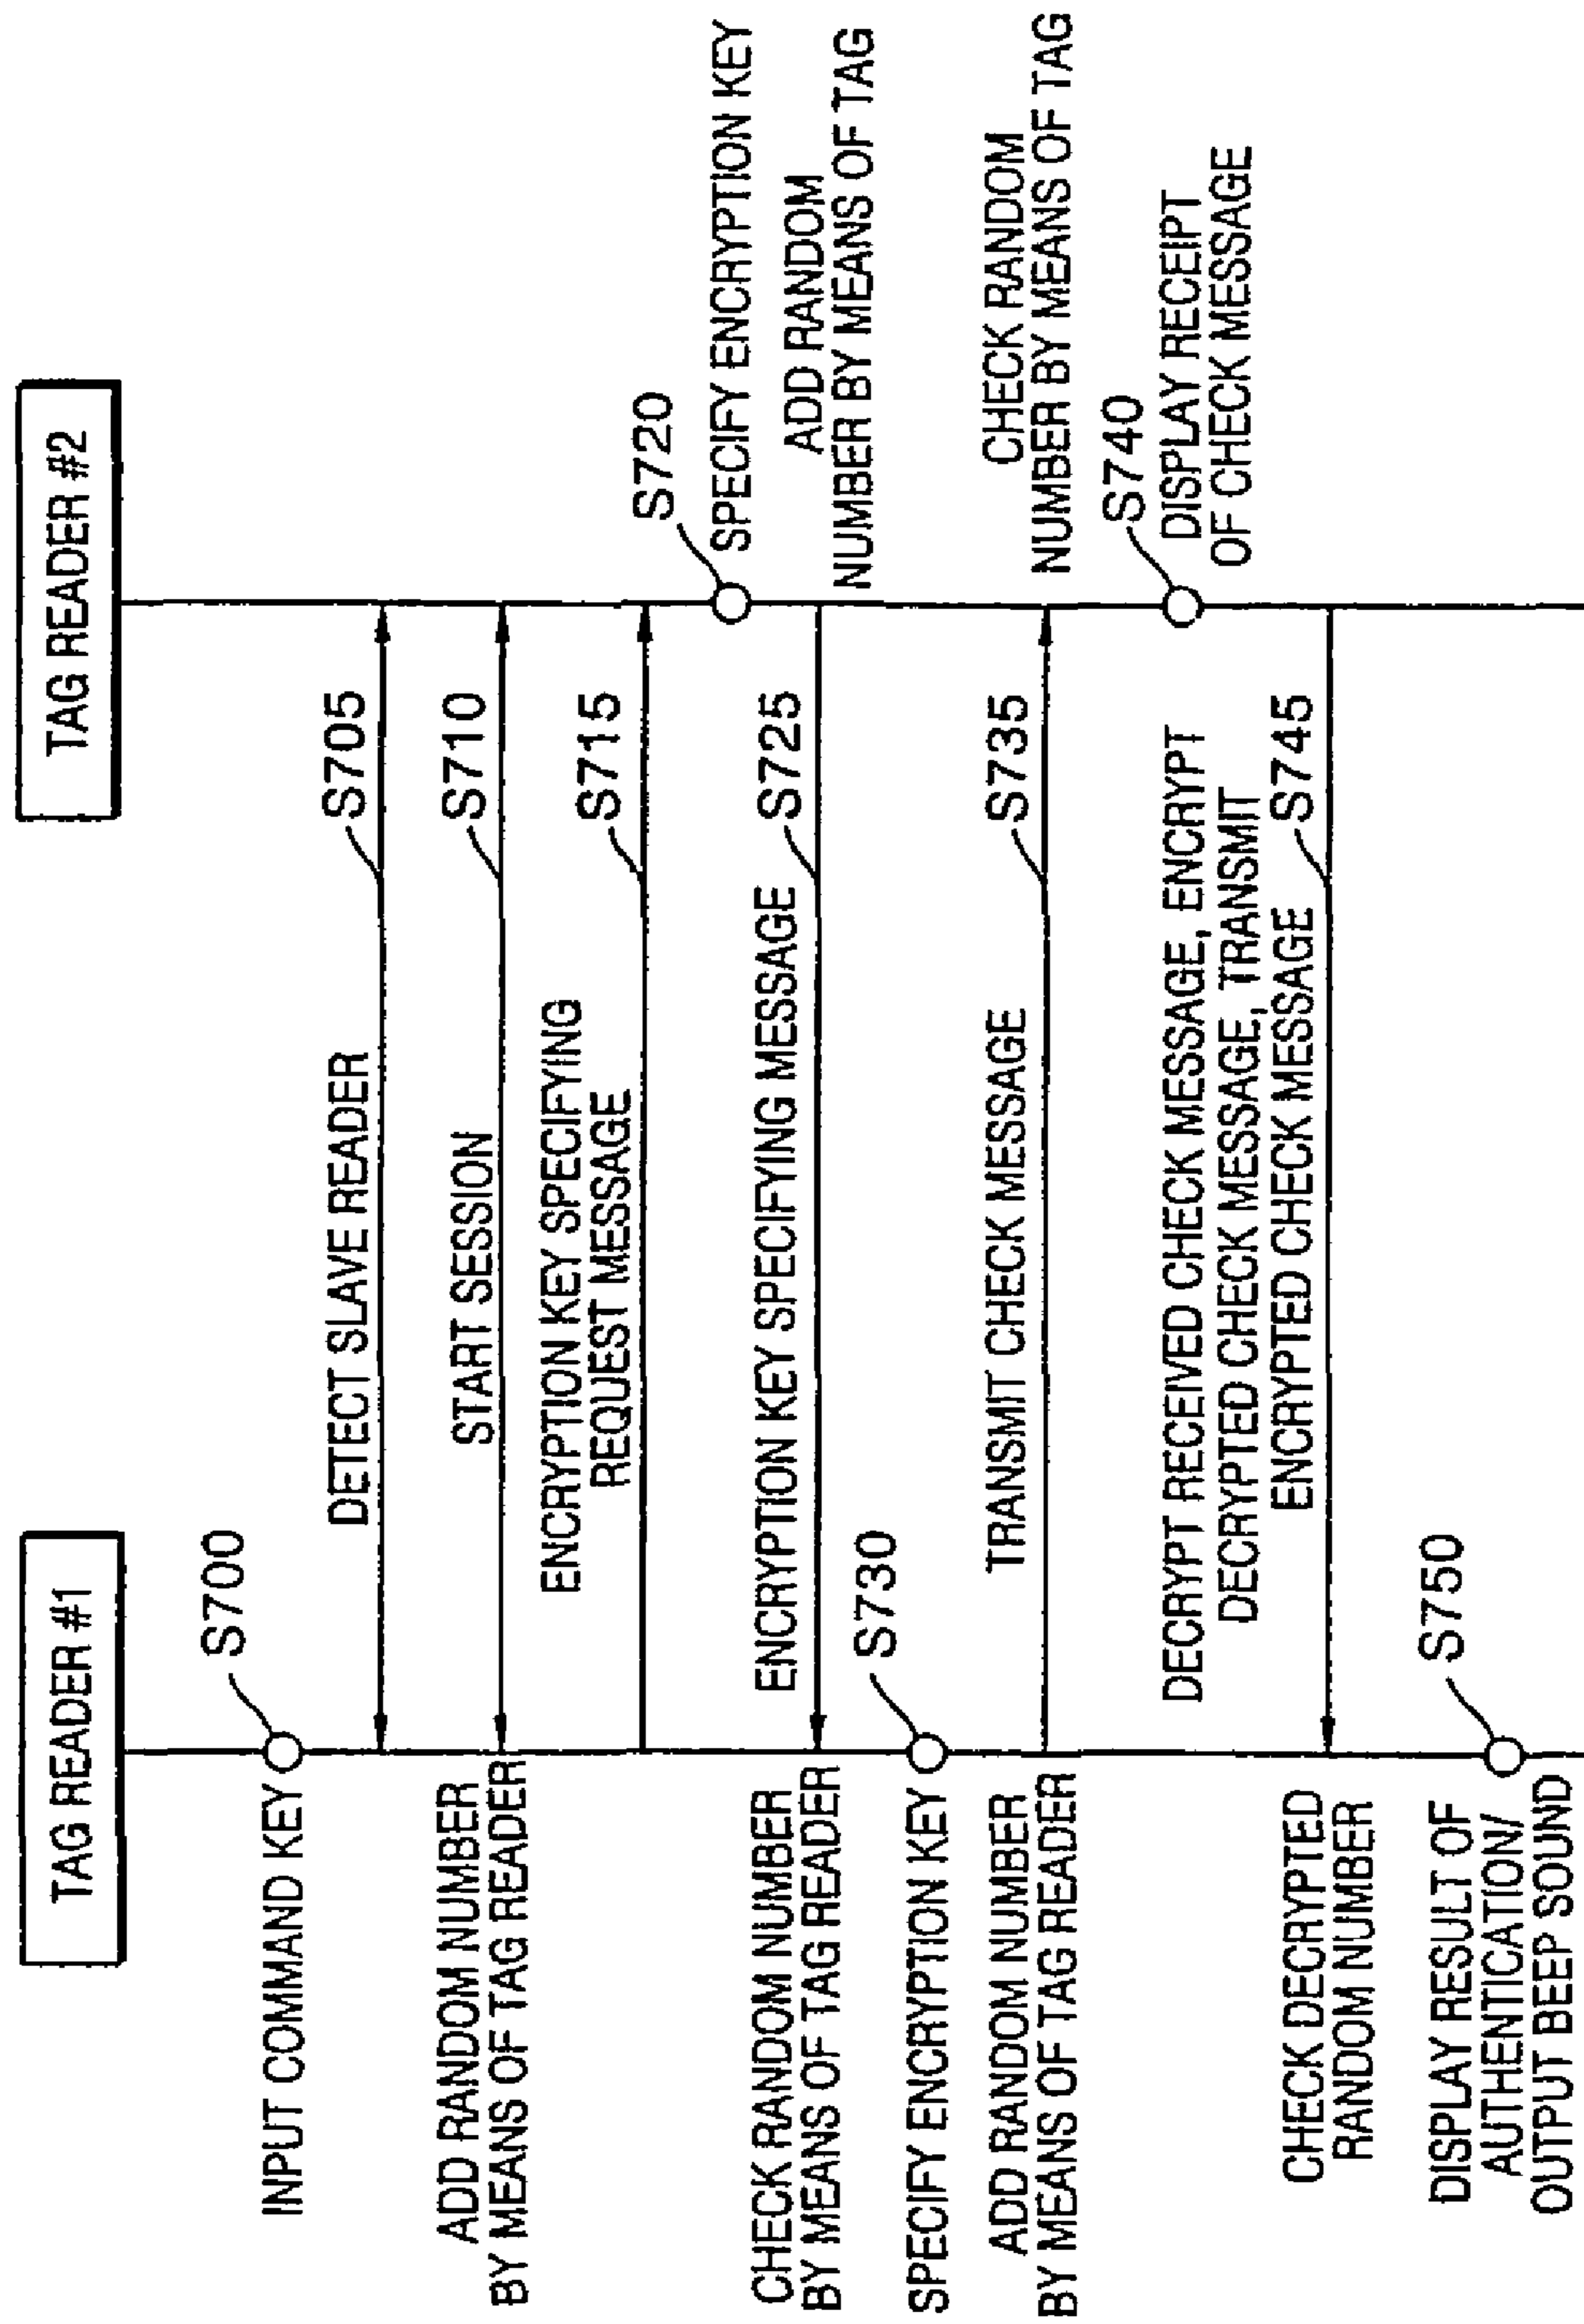 TAG READER #1
TAG READER #2
S700
INPUT COMMAND KEY
DETECT SLAVE READER
S705
ADD RANDOM NUMBER
BY MEANS OF TAG READER
START SESSION
S710
ENCRYPTION KEY SPECIFYING
REQUEST MESSAGE
S715
S720
SPECIFY ENCRYPTION KEY
ADD RANDOM
NUMBER BY MEANS OF TAG
CHECK RANDOM NUMBER
BY MEANS OF TAG READER
ENCRYPTION KEY SPECIFYING MESSAGE
S725
S730
SPECIFY ENCRYPTION KEY
ADD RANDOM NUMBER
BY MEANS OF TAG READER
TRANSMIT CHECK MESSAGE
S735
CHECK RANDOM
NUMBER BY MEANS OF TAG
S740
DISPLAY RECEIPT
OF CHECK MESSAGE
DECRYPT RECEIVED CHECK MESSAGE, ENCRYPT
DECRYPTED CHECK MESSAGE, TRANSMIT
ENCRYPTED CHECK MESSAGE
S745
CHECK DECRYPTED
RANDOM NUMBER
S750
DISPLAY RESULT OF
AUTHENTICATION/
OUTPUT BEEP SOUND